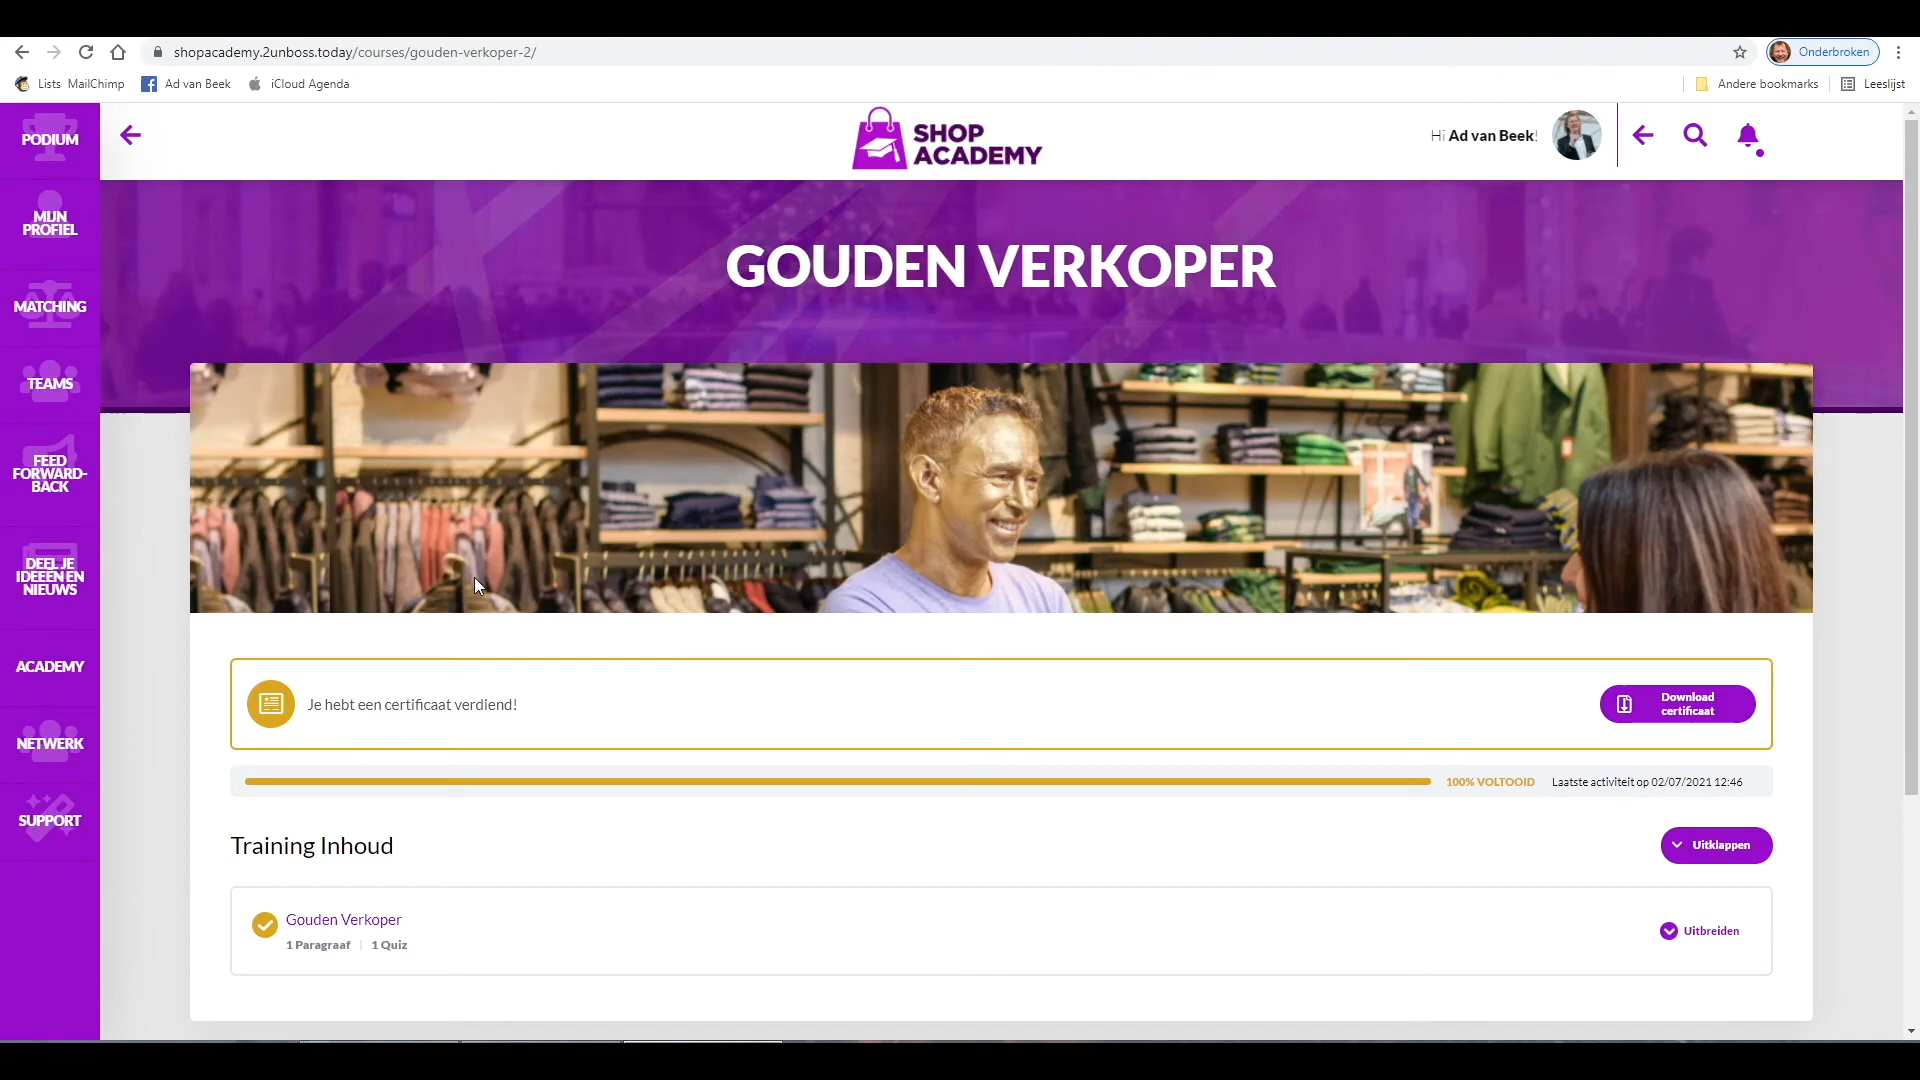 shopacademy.2unboss.today/courses/gouden-verkoper-2/
Onderbroken
Lists MailChimp
Ad van Beek
iCloud Agenda
Andere bookmarks
Leeslijst
PODIUM
MIJN
PROFIEL
MATCHING
TEAMS
FEED
FORWARD-
BACK
DEEL JE
IDEEEN EN
NIEUWS
ACADEMY
NETWERK
SUPPORT
SHOP
ACADEMY
Hi Ad van Beek!
GOUDEN VERKOPER
Je hebt een certificaat verdiend!
Download
certificaat
100% VOLTOOID
Laatste activiteit op 02/07/2021 12:46
Training Inhoud
Uitklappen
Gouden Verkoper
1 Paragraaf | 1 Quiz
Uitbreiden